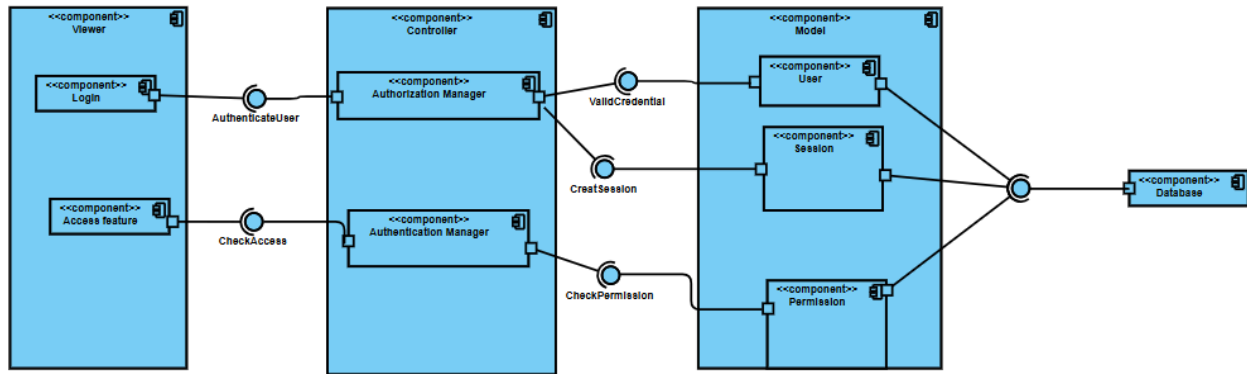 <<component>>
Viewer
<<component>>
Login
<<component>>
Access feature
AuthenticateUser
CheckAccess
<<component>>
Controller
<<component>>
Authorization Manager
<<component>>
Authentication Manager
ValidCredential
CreatSession
CheckPermission
<<component>>
Model
<<component>>
User
<<component>>
Session
<<component>>
Permission
<<component>>
Database